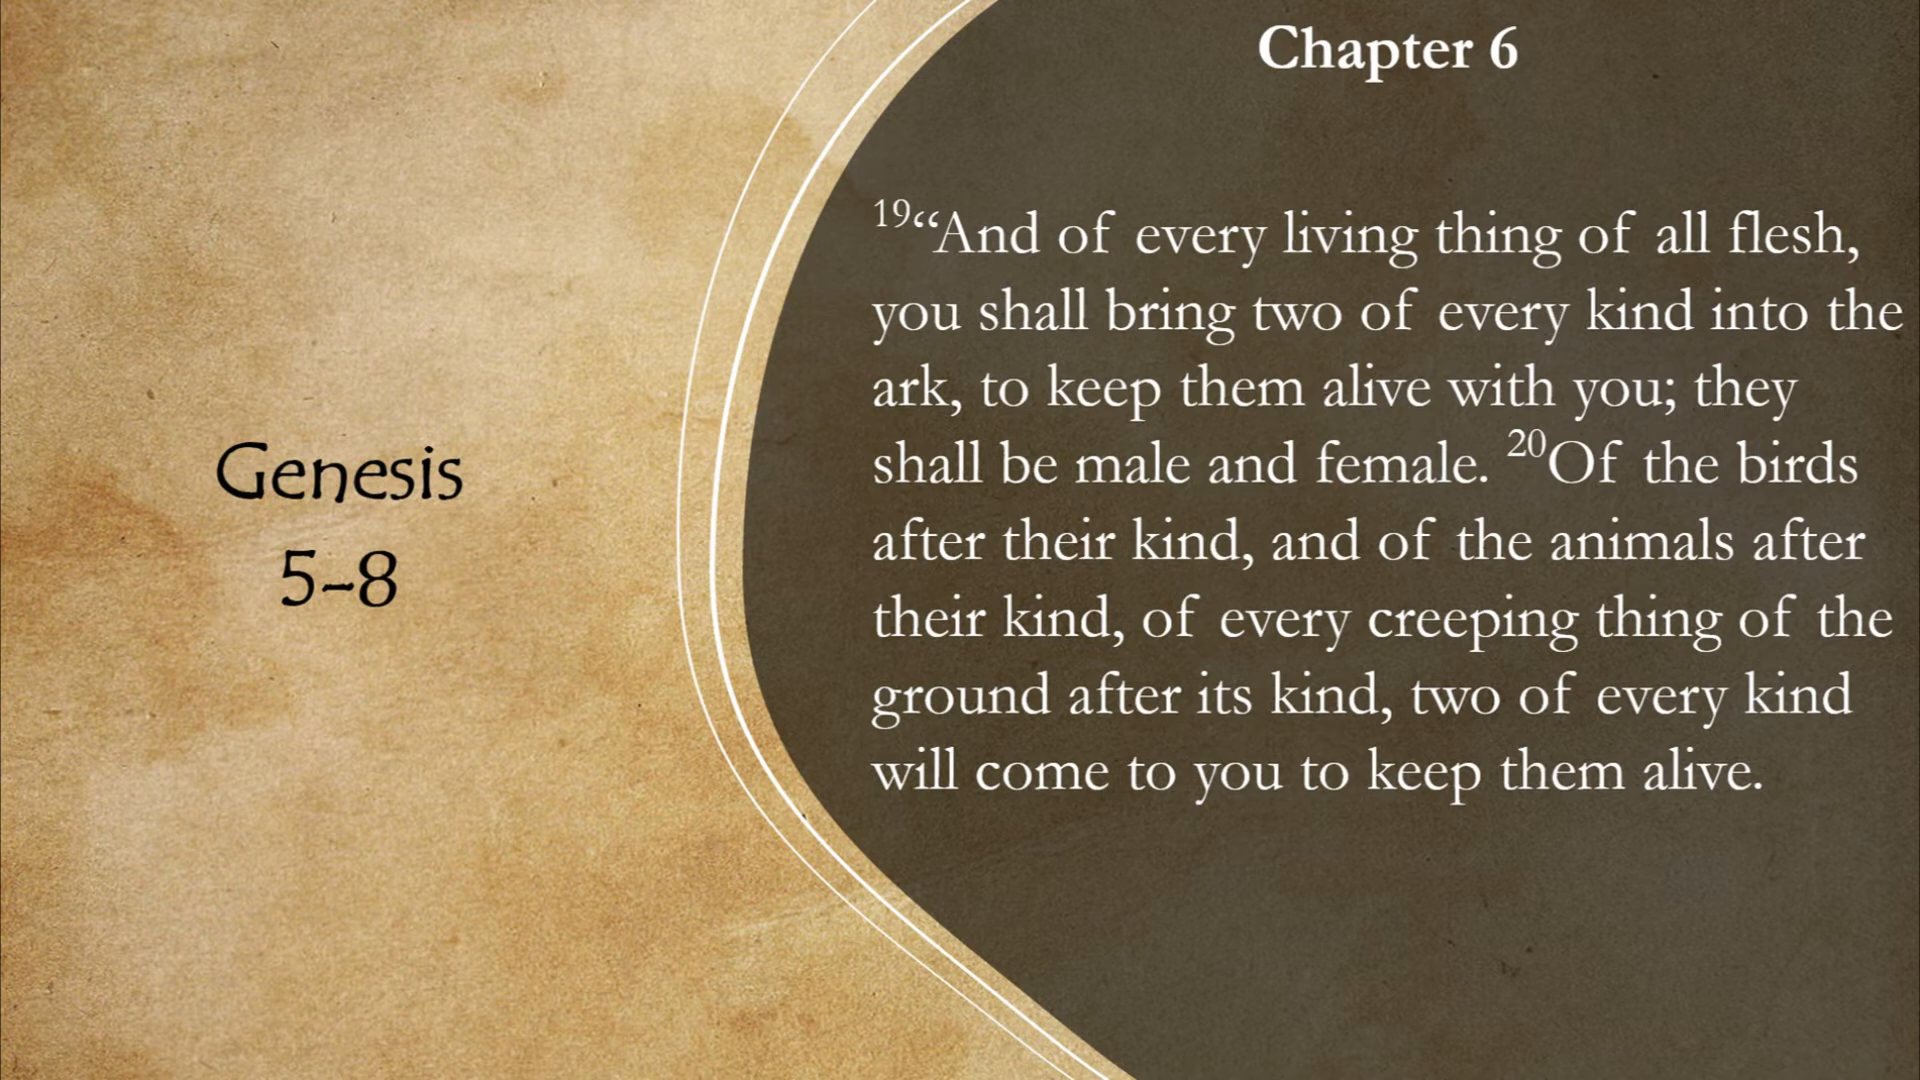 Genesis
5-8
Chapter 6
19“And of every living thing of all flesh,
you shall bring two of every kind into the
ark, to keep them alive with you; they
shall be male and female. 20Of the birds
after their kind, and of the animals after
their kind, of every creeping thing of the
ground after its kind, two of every kind
will come to you to keep them alive.